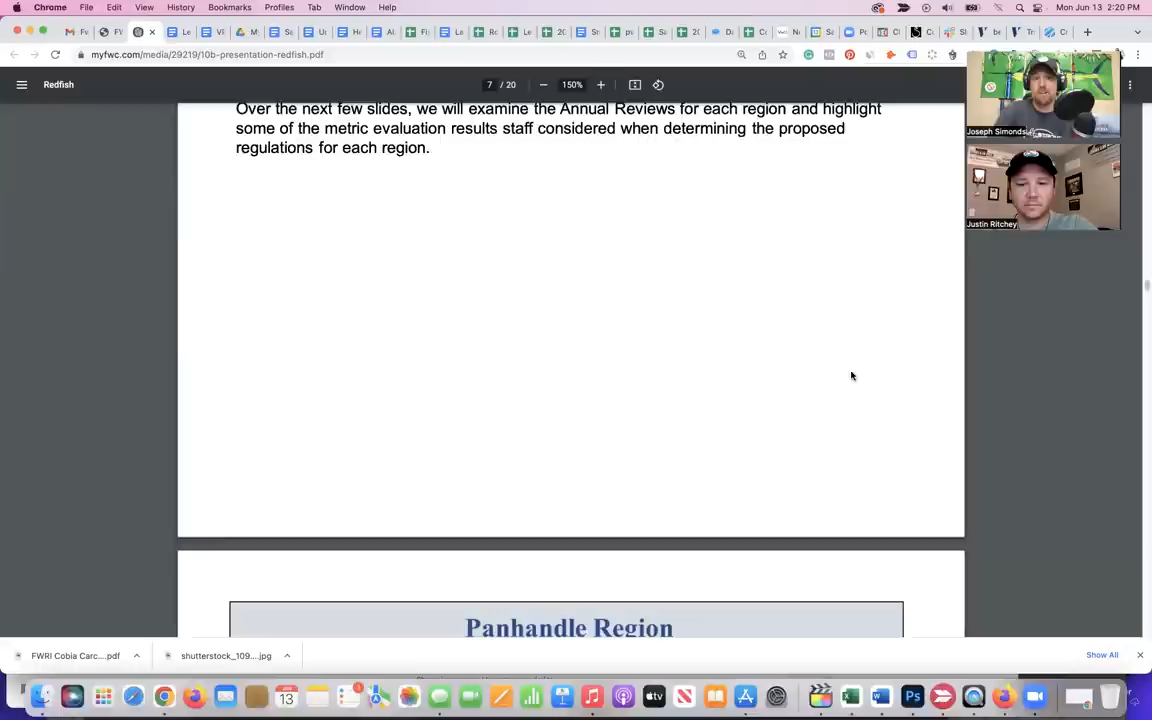 Chrome File Edit View History Bookmarks Profiles Tab Window Help Mon Jun 13 2:20 PM
myfwc.com/media/29219/10b-presentation-redfish.pdf
Redfish 7 / 20 150%
Over the next few slides, we will examine the Annual Reviews for each region and highlight
some of the metric evaluation results staff considered when determining the proposed
regulations for each region.
Joseph Simonds
Justin Ritchey
Panhandle Region
FWRI Cobia Carc....pdf shutterstock_109....jpg Show All